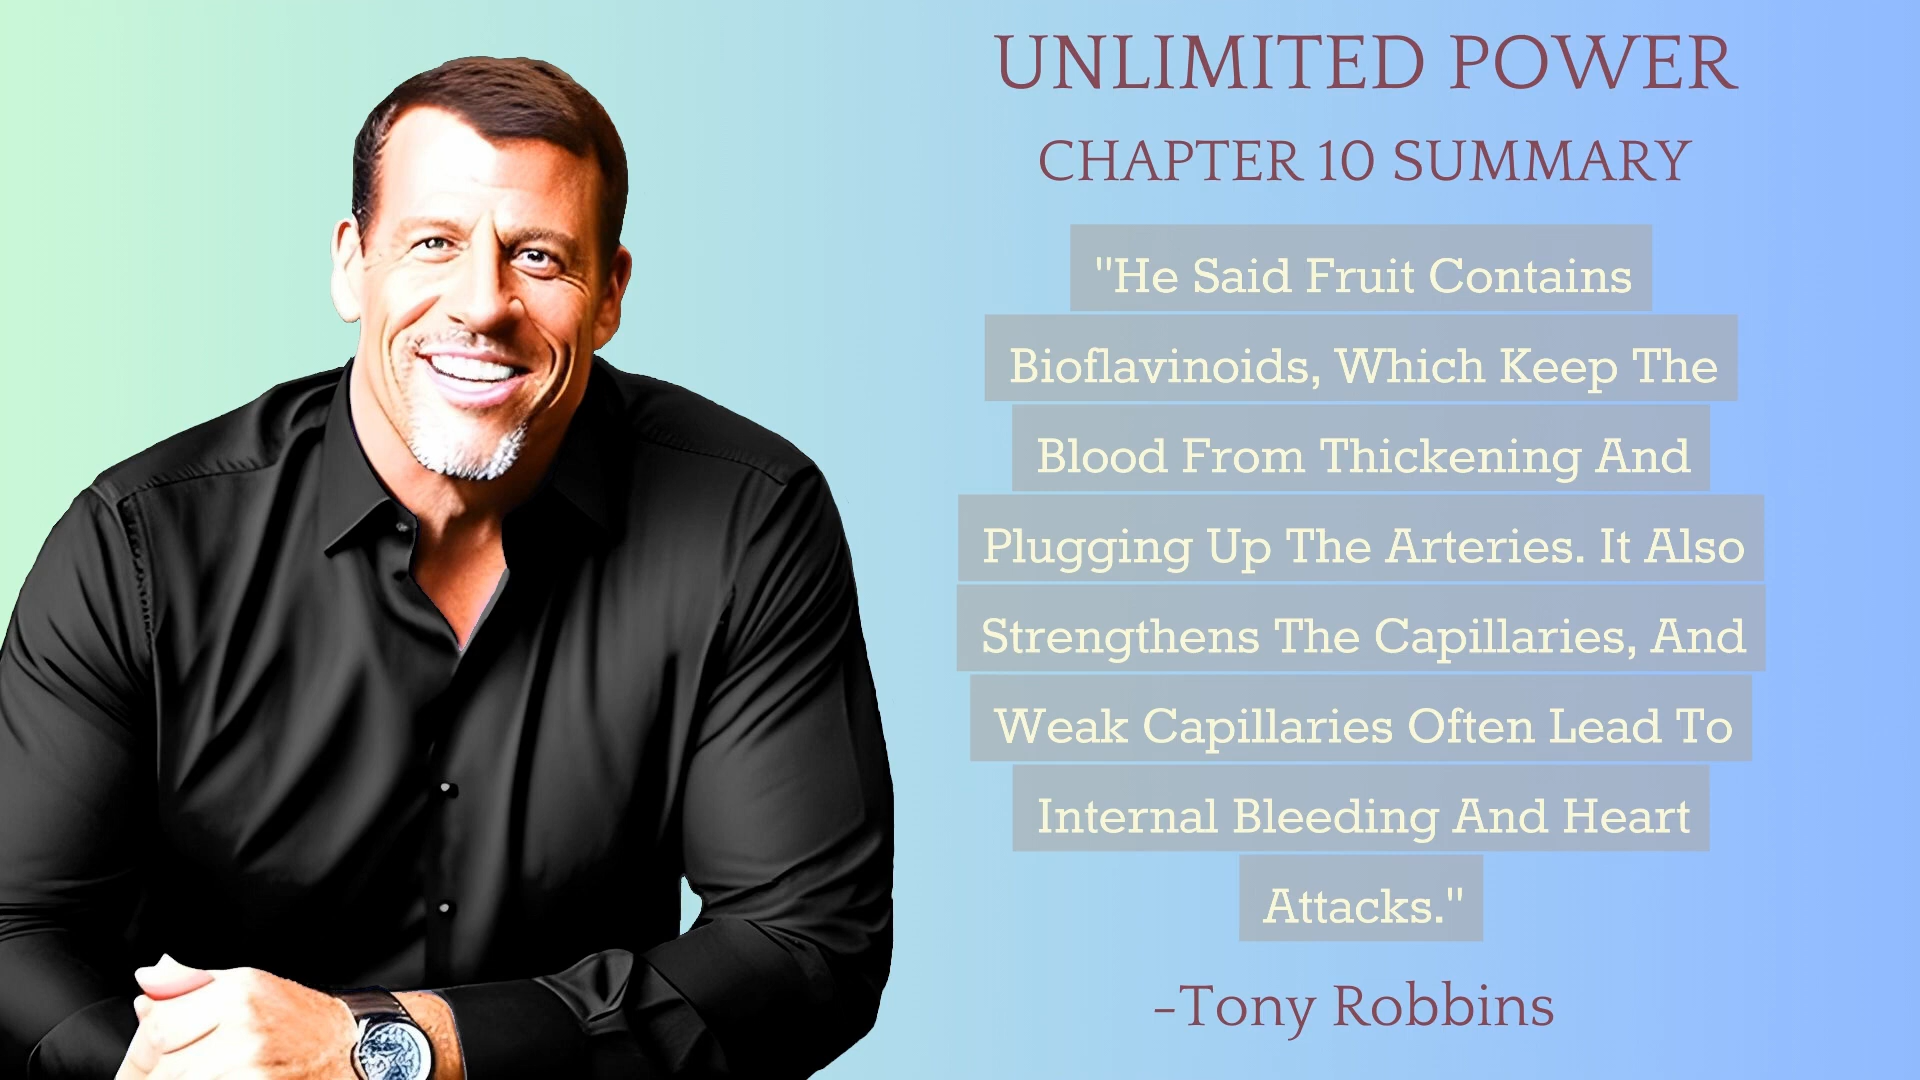 UNLIMITED POWER
CHAPTER 10 SUMMARY
"He Said Fruit Contains
Bioflavinoids, Which Keep The
Blood From Thickening And
Plugging Up The Arteries. It Also
Strengthens The Capillaries, And
Weak Capillaries Often Lead To
Internal Bleeding And Heart
Attacks."
-Tony Robbins